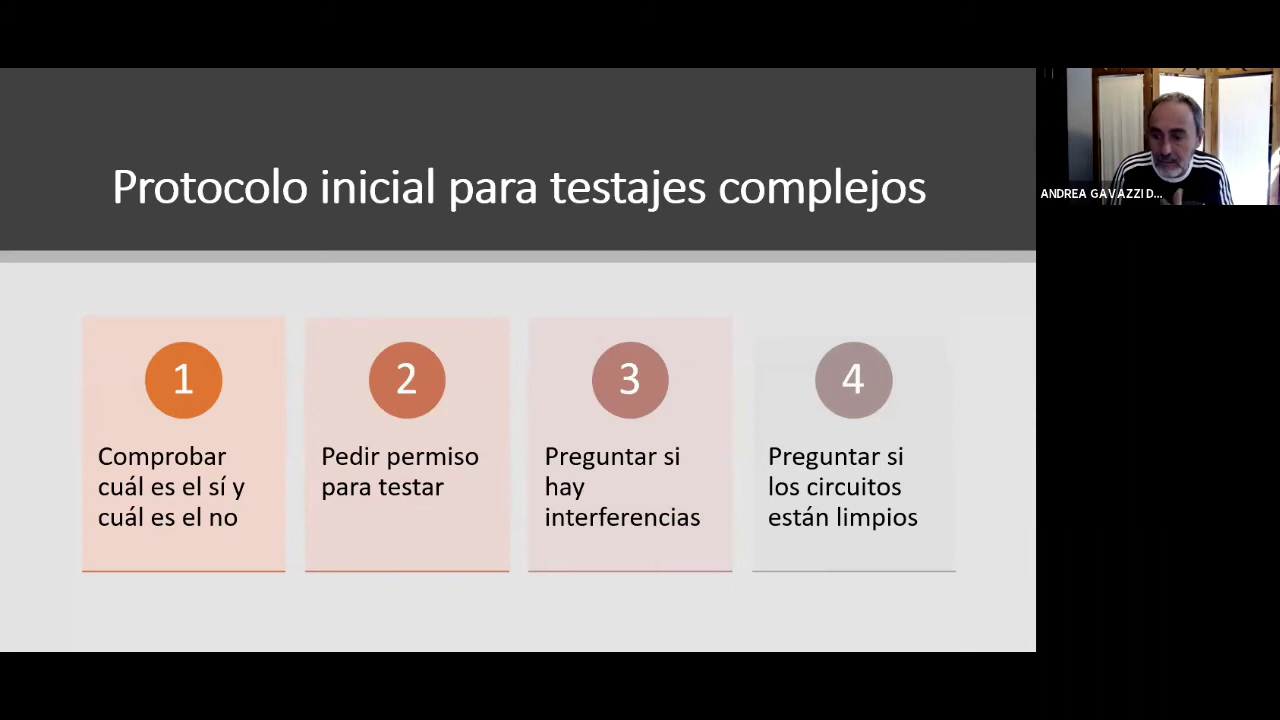 Protocolo inicial para testajes complejos
ANDREA GAVAZZI D...
1
Comprobar
cuál es el sí y
cuál es el no
2
Pedir permiso
para testar
3
Preguntar si
hay
interferencias
4
Preguntar si
los circuitos
están limpios